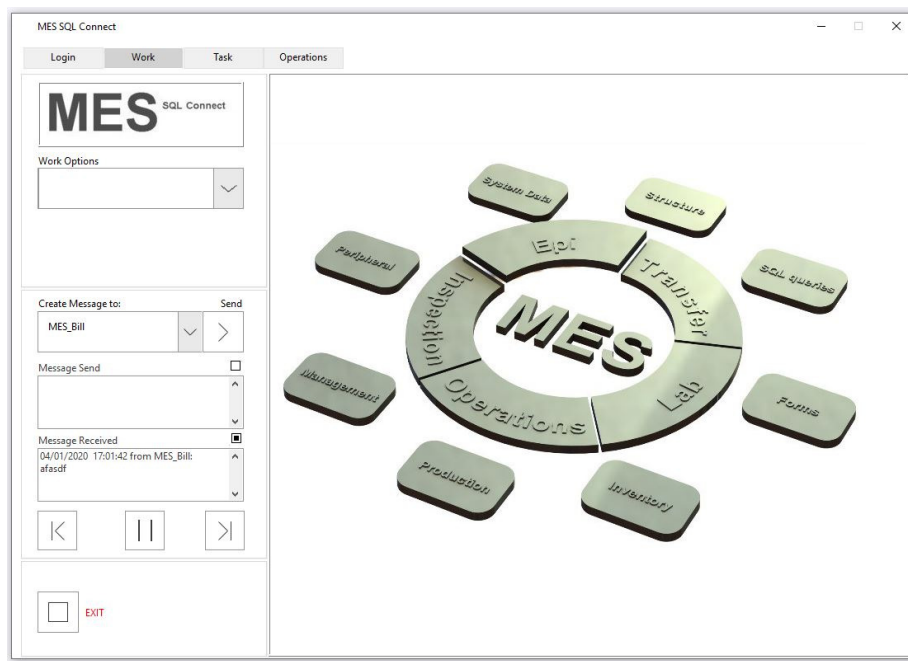 MES SQL Connect
Login Work Task Operations
MES SQL Connect
Work Options
Create Message to: Send
MES_Bill
Message Send
Message Received
04/01/2020 17:01:42 from MES_Bill:
afasdf
EXIT
System Data
Structure
Peripheral
Epi
Transfer
SQL queries
Inspection
MES
Management
Operations
Lab
Forms
Production
Inventory